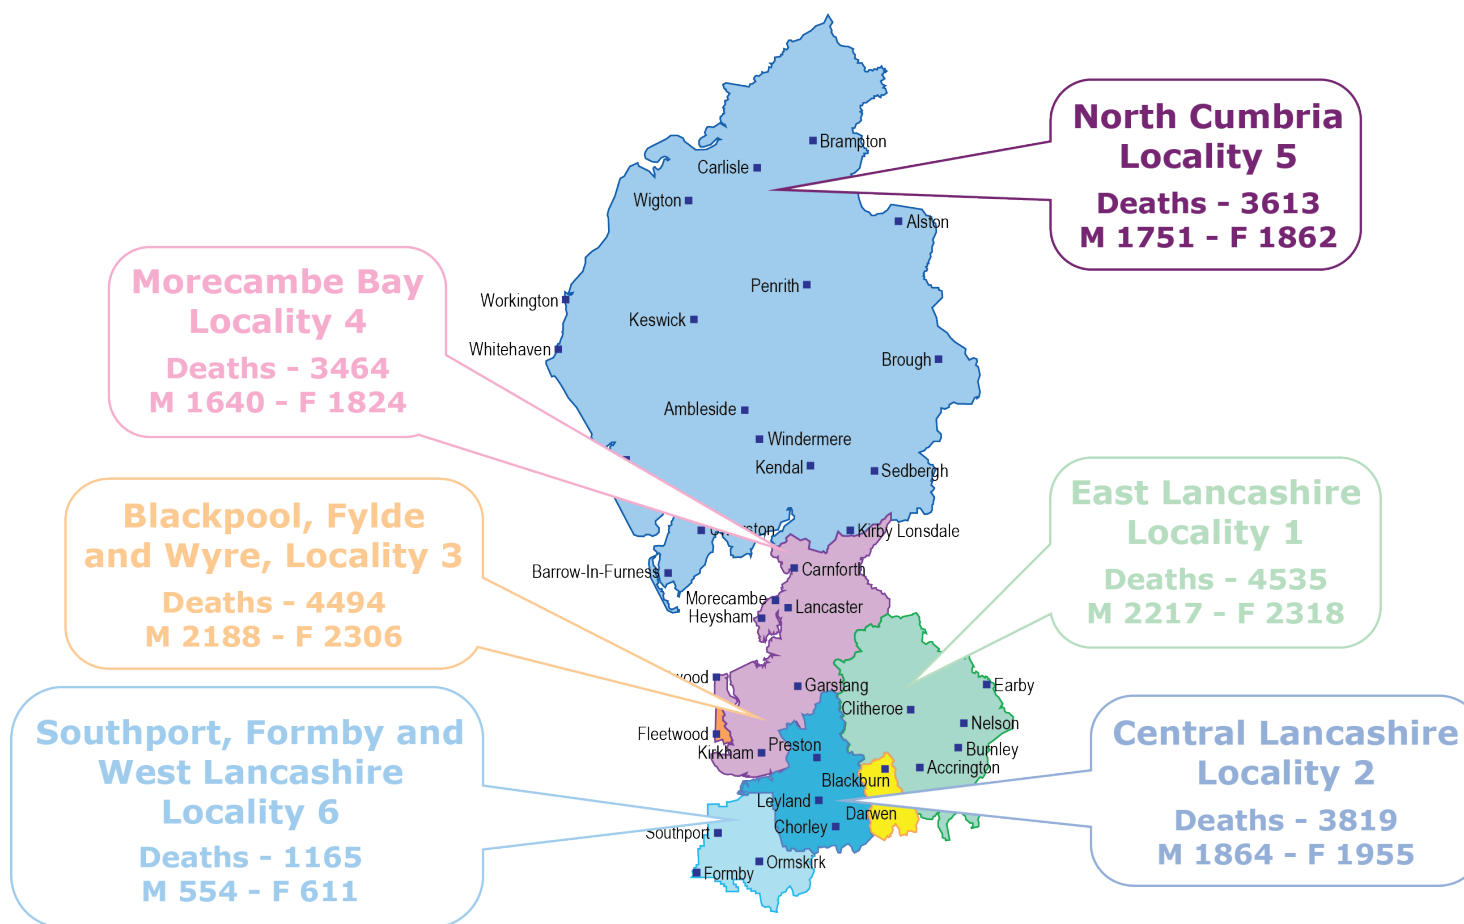 North Cumbria
Locality 5
Deaths - 3613
M 1751 - F 1862
Morecambe Bay
Locality 4
Deaths - 3464
M 1640 - F 1824
Blackpool, Fylde
and Wyre, Locality 3
Deaths - 4494
M 2188 - F 2306
Southport, Formby and
West Lancashire
Locality 6
Deaths - 1165
M 554 - F 611
East Lancashire
Locality 1
Deaths - 4535
M 2217 - F 2318
Central Lancashire
Locality 2
Deaths - 3819
M 1864 - F 1955
Brampton
Carlisle
Wigton
Alston
Penrith
Workington
Keswick
Whitehaven
Brough
Ambleside
Windermere
Kendal
Sedbergh
Kirby Lonsdale
Barrow-In-Furness
Carnforth
Morecambe
Lancaster
Heysham
Garstang
Earby
Clitheroe
Nelson
Fleetwood
Preston
Burnley
Kirkham
Accrington
Blackburn
Leyland
Darwen
Chorley
Southport
Ormskirk
Formby